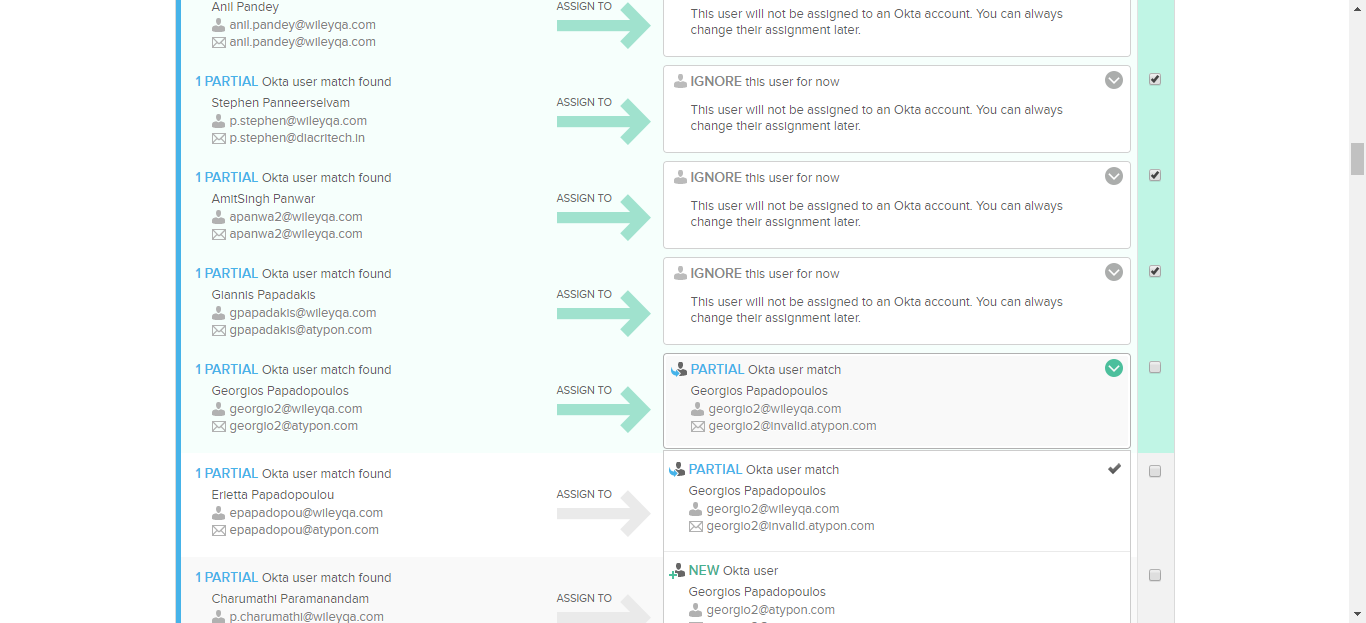 Anil Pandey
anil.pandey@wileyqa.com
anil.pandey@wileyqa.com
ASSIGN TO
This user will not be assigned to an Okta account. You can always
change their assignment later.
1 PARTIAL Okta user match found
Stephen Panneerselvam
p.stephen@wileyqa.com
p.stephen@diacritech.in
ASSIGN TO
IGNORE this user for now
This user will not be assigned to an Okta account. You can always
change their assignment later.
1 PARTIAL Okta user match found
AmitSingh Panwar
apanwa2@wileyqa.com
apanwa2@wileyqa.com
ASSIGN TO
IGNORE this user for now
This user will not be assigned to an Okta account. You can always
change their assignment later.
1 PARTIAL Okta user match found
Giannis Papadakis
gpapadakis@wileyqa.com
gpapadakis@atypon.com
ASSIGN TO
IGNORE this user for now
This user will not be assigned to an Okta account. You can always
change their assignment later.
1 PARTIAL Okta user match found
Georgios Papadopoulos
georgio2@wileyqa.com
georgio2@atypon.com
ASSIGN TO
PARTIAL Okta user match
Georgios Papadopoulos
georgio2@wileyqa.com
georgio2@invalid.atypon.com
1 PARTIAL Okta user match found
Erietta Papadopoulou
epapadopou@wileyqa.com
epapadopou@atypon.com
ASSIGN TO
PARTIAL Okta user match
Georgios Papadopoulos
georgio2@wileyqa.com
georgio2@invalid.atypon.com
1 PARTIAL Okta user match found
Charumathi Paramanandam
p.charumathi@wileyqa.com
ASSIGN TO
NEW Okta user
Georgios Papadopoulos
georgio2@atypon.com